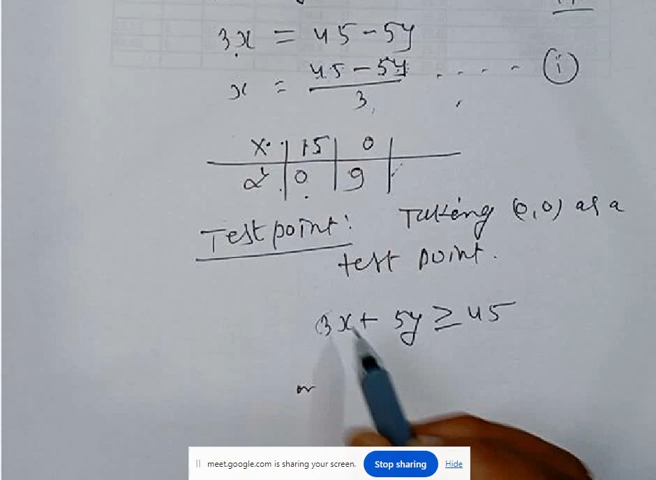 3x = 45 - 5y
x = 45 - 5y / 3 .... (i)
x | 15 | 0 |
y | 0 | 9 |
Test point: Taking (0,0) as a
test point.
3x + 5y ≥ 45
or
meet.google.com is sharing your screen. Stop sharing Hide